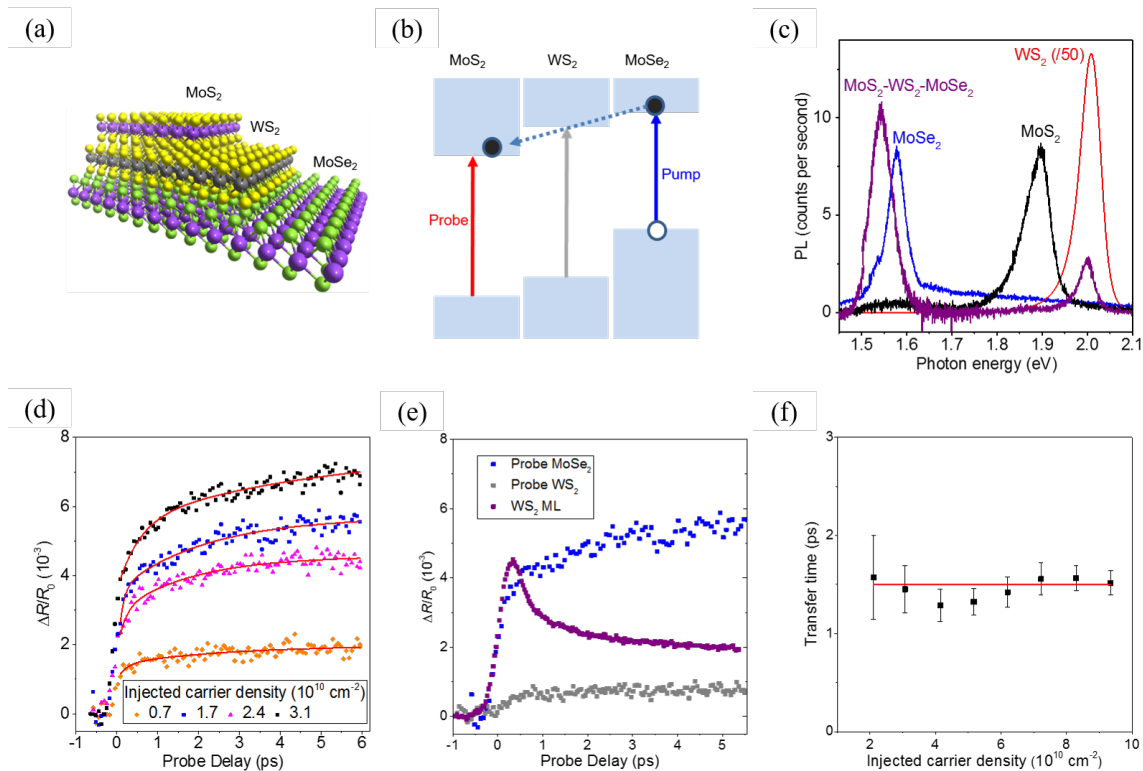 (a)
MoS2
WS2
MoSe2
(b)
MoS2
WS2
MoSe2
Probe
Pump
(c)
PL (counts per second)
10
5
0
WS2 (/50)
MoS2-WS2-MoSe2
MoSe2
MoS2
1.5 1.6 1.7 1.8 1.9 2.0 2.1
Photon energy (eV)
(d)
ΔR/R0 (10-3)
8
6
4
2
0
Injected carrier density (1010 cm-2)
0.7 1.7 2.4 3.1
-1 0 1 2 3 4 5 6
Probe Delay (ps)
(e)
ΔR/R0 (10-3)
8
6
4
2
0
Probe MoSe2
Probe WS2
WS2 ML
-1 0 1 2 3 4 5
Probe Delay (ps)
(f)
Transfer time (ps)
3
2
1
0
2 4 6 8 10
Injected carrier density (1010 cm-2)